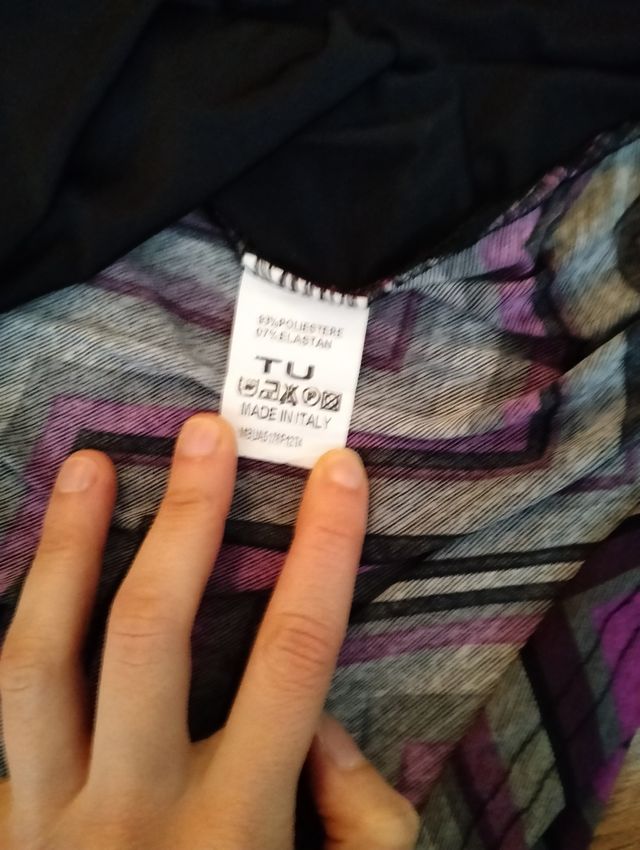 93%POLIESTERE
07%ELASTAN
TU
MADE IN ITALY